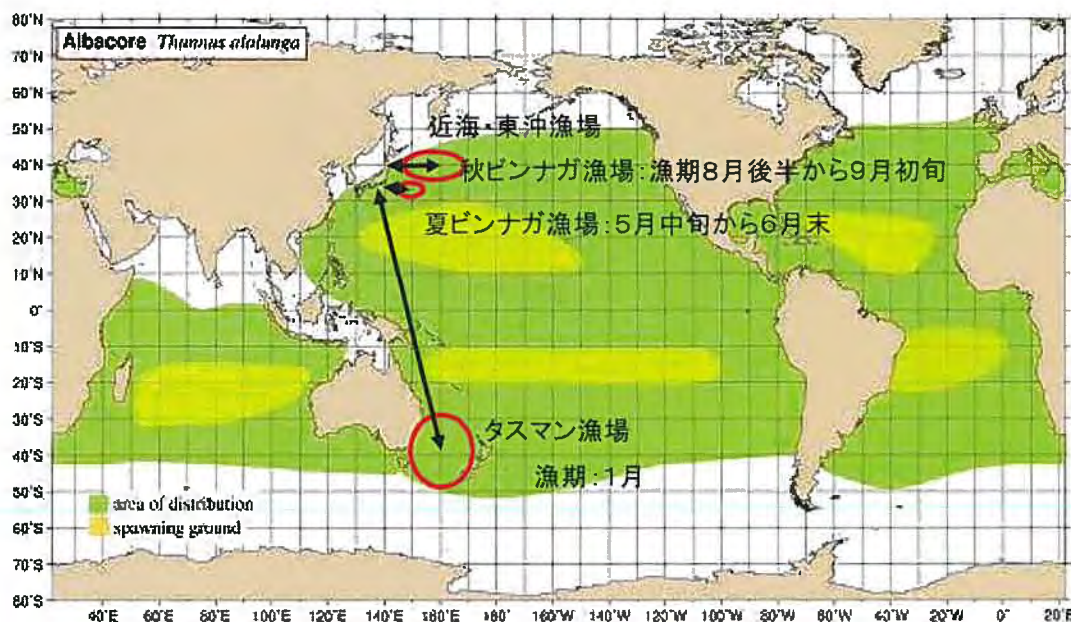 80°N
Albacore Thunnus alalunga
70°N
60°N
50°N
近海・東沖漁場
40°N
秋ビンナガ漁場：漁期8月後半から9月初旬
30°N
夏ビンナガ漁場：5月中旬から6月末
20°N
10°N
0°
10°S
20°S
30°S
タスマン漁場
40°S
漁期：1月
50°S
area of distribution
spawning ground
60°S
70°S
80°S
40°E 60°E 80°E 100°E 120°E 140°E 160°E 180° 160°W 140°W 120°W 100°W 80°W 60°W 40°W 20°W 0° 20°E